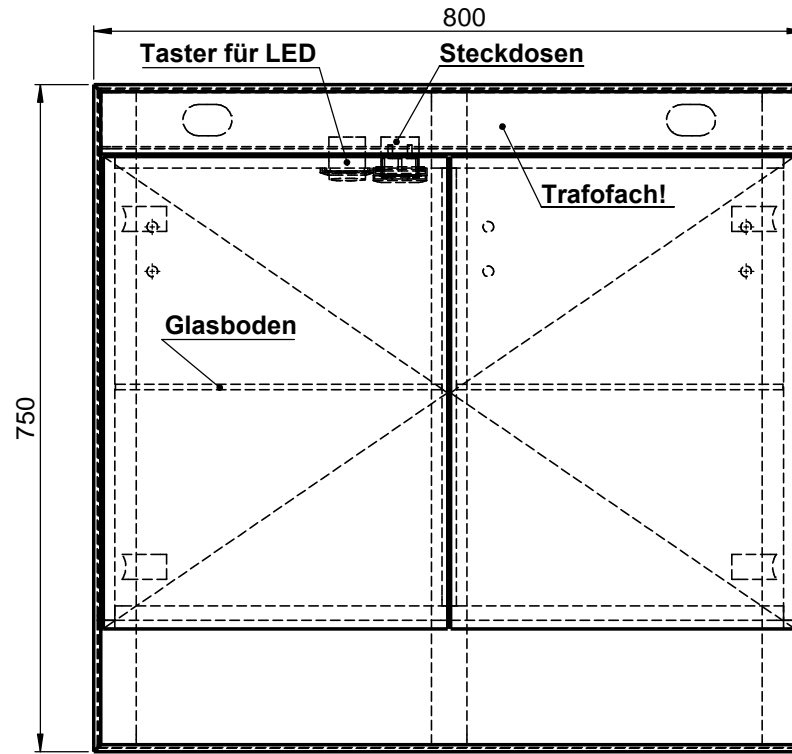 800
Taster für LED
Steckdosen
Trafofach!
Glasboden
750